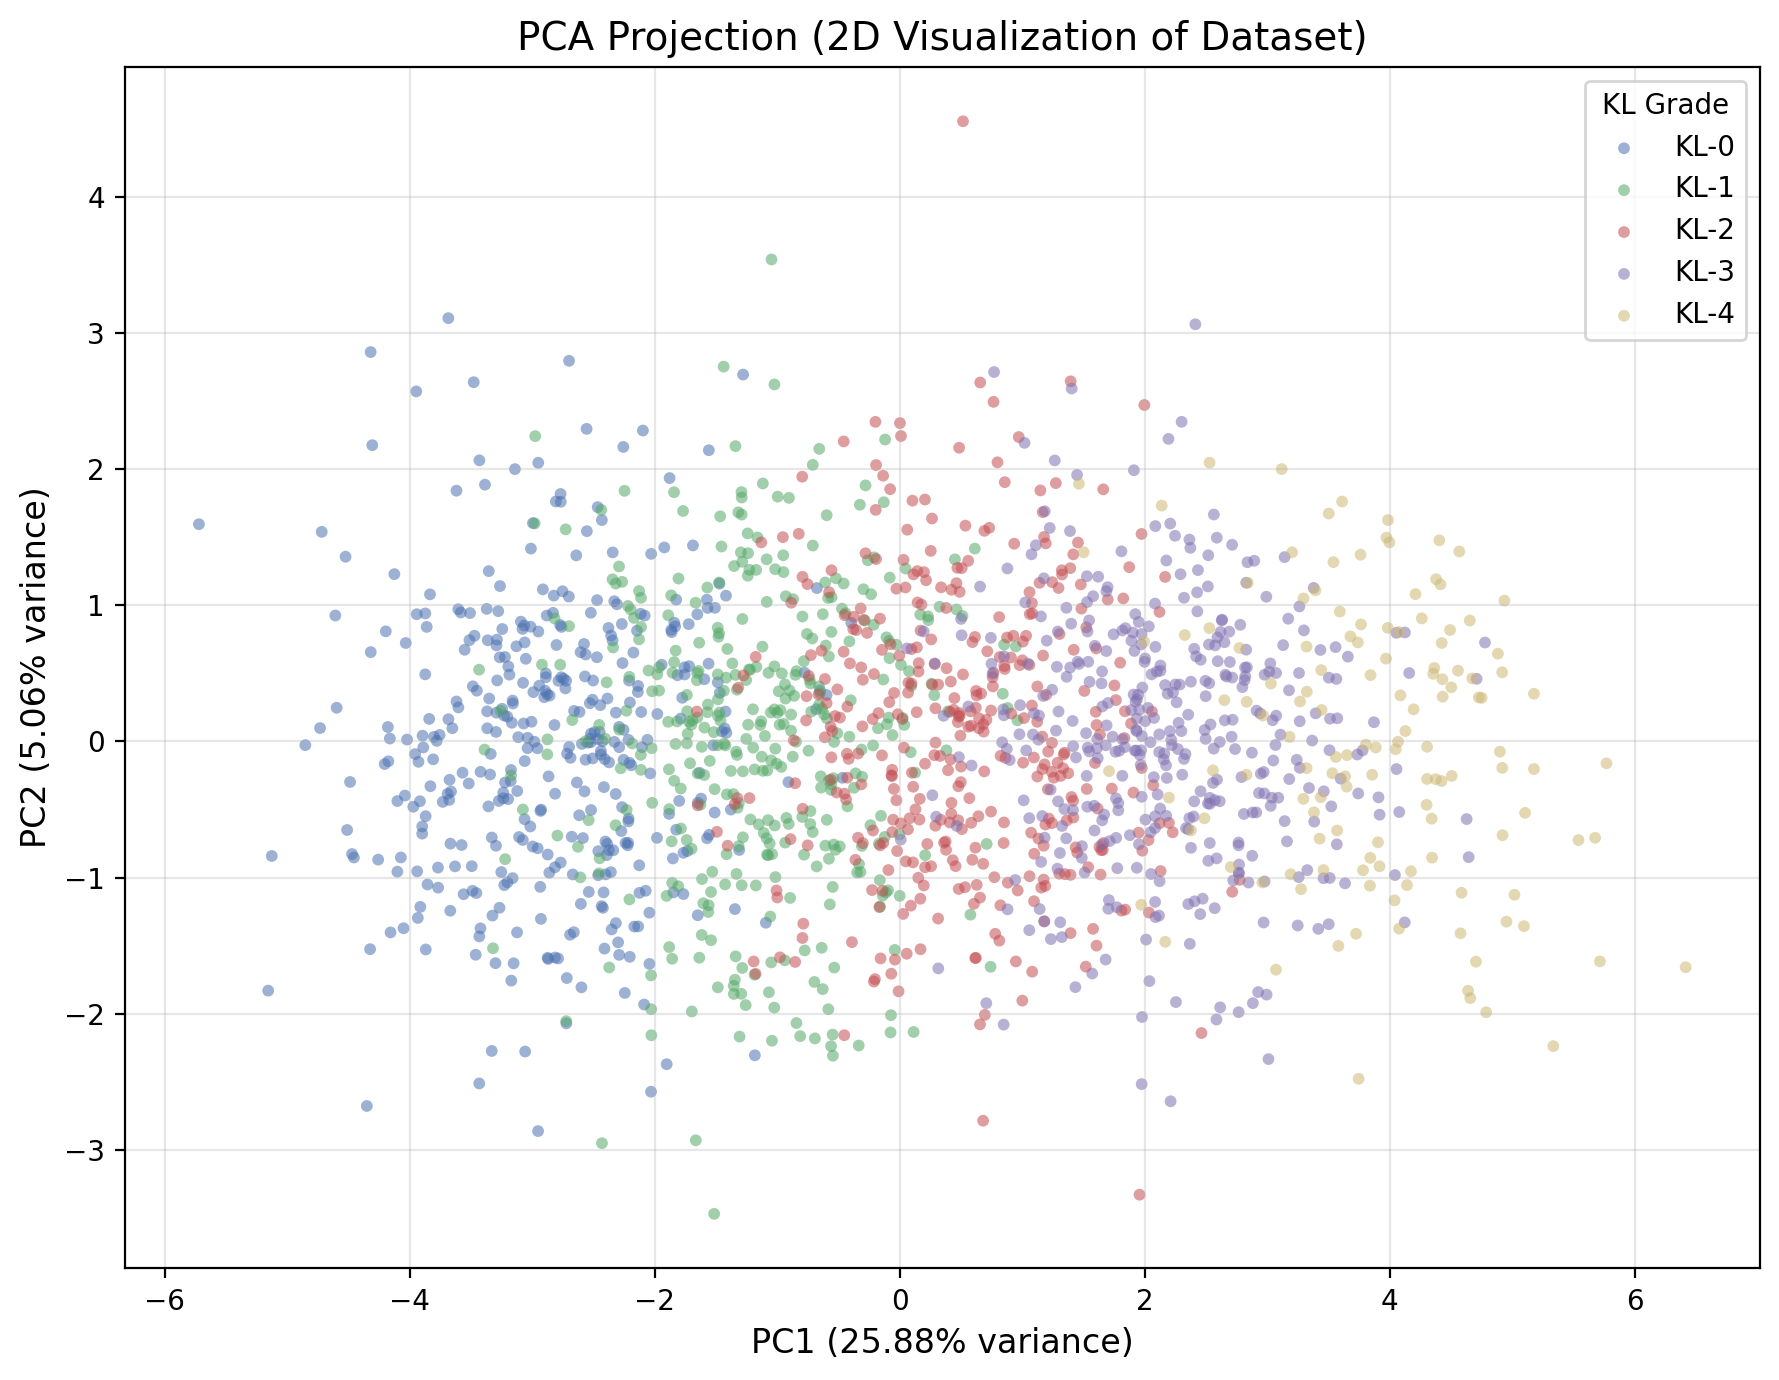 PCA Projection (2D Visualization of Dataset)
KL Grade
KL-0
KL-1
KL-2
KL-3
KL-4
PC2 (5.06% variance)
4
3
2
1
0
−1
−2
−3
−6
−4
−2
0
2
4
6
PC1 (25.88% variance)